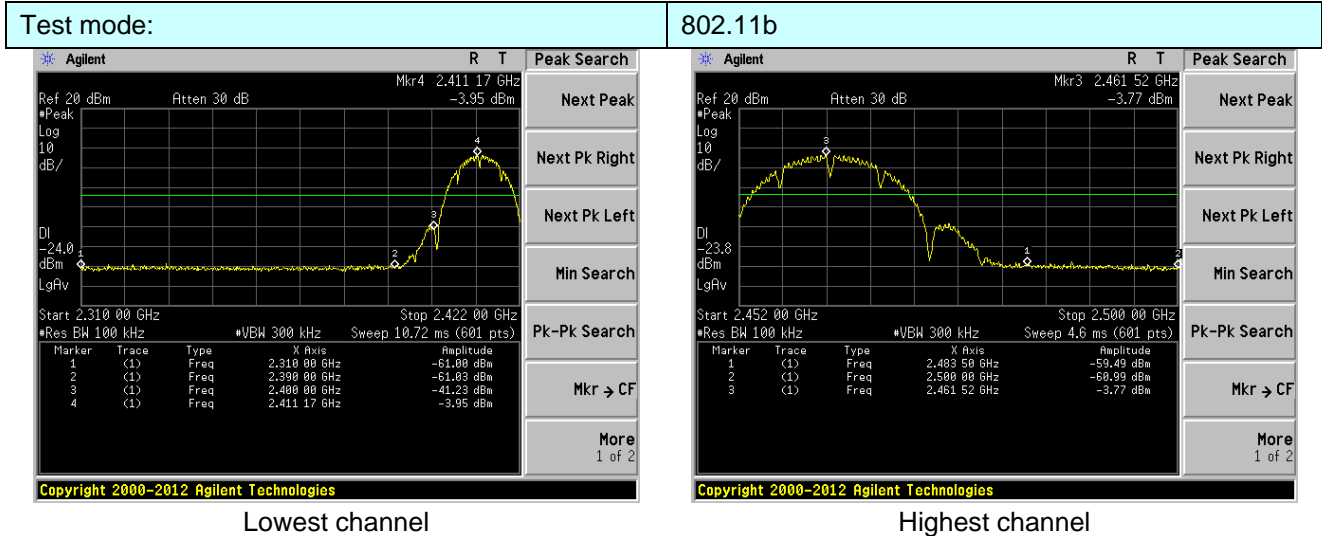 Test mode: 802.11b
Agilent R T Peak Search
Mkr4 2.411 17 GHz
Ref 20 dBm Atten 30 dB -3.95 dBm
#Peak
Log
10
dB/
DI
-24.0
dBm
LgAv
1
2
3
4
Start 2.310 00 GHz Stop 2.422 00 GHz
#Res BW 100 kHz #VBW 300 kHz Sweep 10.72 ms (601 pts)
Marker Trace Type X Axis Amplitude
1 (1) Freq 2.310 00 GHz -61.00 dBm
2 (1) Freq 2.390 00 GHz -61.03 dBm
3 (1) Freq 2.400 00 GHz -41.23 dBm
4 (1) Freq 2.411 17 GHz -3.95 dBm
Next Peak
Next Pk Right
Next Pk Left
Min Search
Pk-Pk Search
Mkr → CF
More
1 of 2
Copyright 2000-2012 Agilent Technologies
Lowest channel
Agilent R T Peak Search
Mkr3 2.461 52 GHz
Ref 20 dBm Atten 30 dB -3.77 dBm
#Peak
Log
10
dB/
DI
-23.8
dBm
LgAv
3
1
2
Start 2.452 00 GHz Stop 2.500 00 GHz
#Res BW 100 kHz #VBW 300 kHz Sweep 4.6 ms (601 pts)
Marker Trace Type X Axis Amplitude
1 (1) Freq 2.483 50 GHz -59.49 dBm
2 (1) Freq 2.500 00 GHz -60.99 dBm
3 (1) Freq 2.461 52 GHz -3.77 dBm
Next Peak
Next Pk Right
Next Pk Left
Min Search
Pk-Pk Search
Mkr → CF
More
1 of 2
Copyright 2000-2012 Agilent Technologies
Highest channel